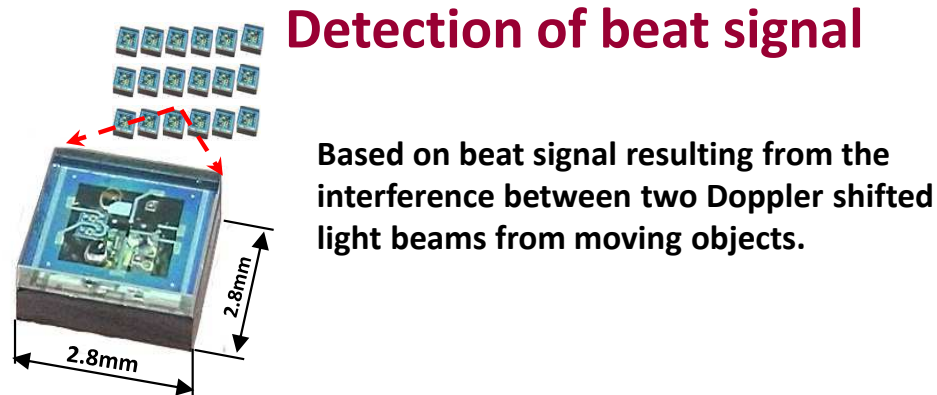 Detection of beat signal
Based on beat signal resulting from the
interference between two Doppler shifted
light beams from moving objects.
2.8mm
2.8mm